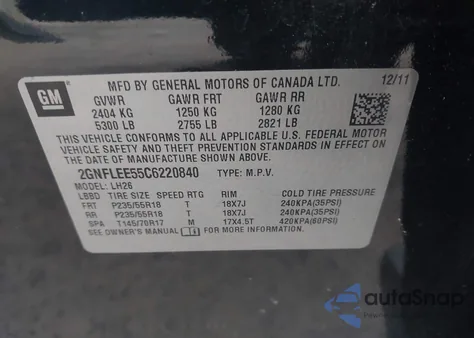 GM
MFD BY GENERAL MOTORS OF CANADA LTD. 12/11
GVWR GAWR FRT GAWR RR
2404 KG 1250 KG 1280 KG
5300 LB 2755 LB 2821 LB
THIS VEHICLE CONFORMS TO ALL APPLICABLE U.S. FEDERAL MOTOR
VEHICLE SAFETY AND THEFT PREVENTION STANDARDS IN EFFECT ON
THE DATE OF MANUFACTURE SHOWN ABOVE.
2GNFLEE55C6220840 TYPE: M.P.V.
MODEL: LH26
LBBD TIRE SIZE SPEED RTG RIM COLD TIRE PRESSURE
FRT P235/55R18 T 18X7J 240KPA(35PSI)
RR P235/55R18 T 18X7J 240KPA(35PSI)
SPA T145/70R17 M 17X4.5T 420KPA(60PSI)
SEE OWNER'S MANUAL FOR MORE INFORMATION.
autoSnap